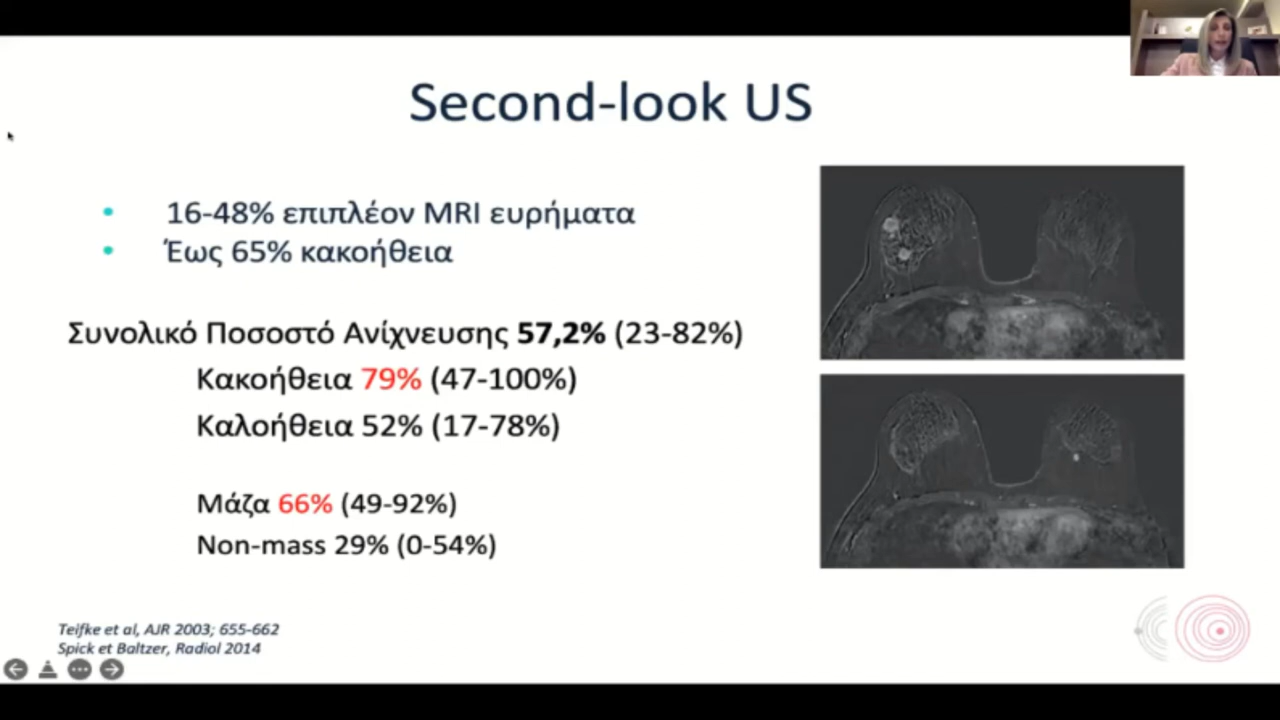 Second-look US
• 16-48% επιπλέον MRI ευρήματα
• Έως 65% κακοήθεια
Συνολικό Ποσοστό Ανίχνευσης 57,2% (23-82%)
Κακοήθεια 79% (47-100%)
Καλοήθεια 52% (17-78%)
Μάζα 66% (49-92%)
Non-mass 29% (0-54%)
Teifke et al, AJR 2003; 655-662
Spick et Baltzer, Radiol 2014